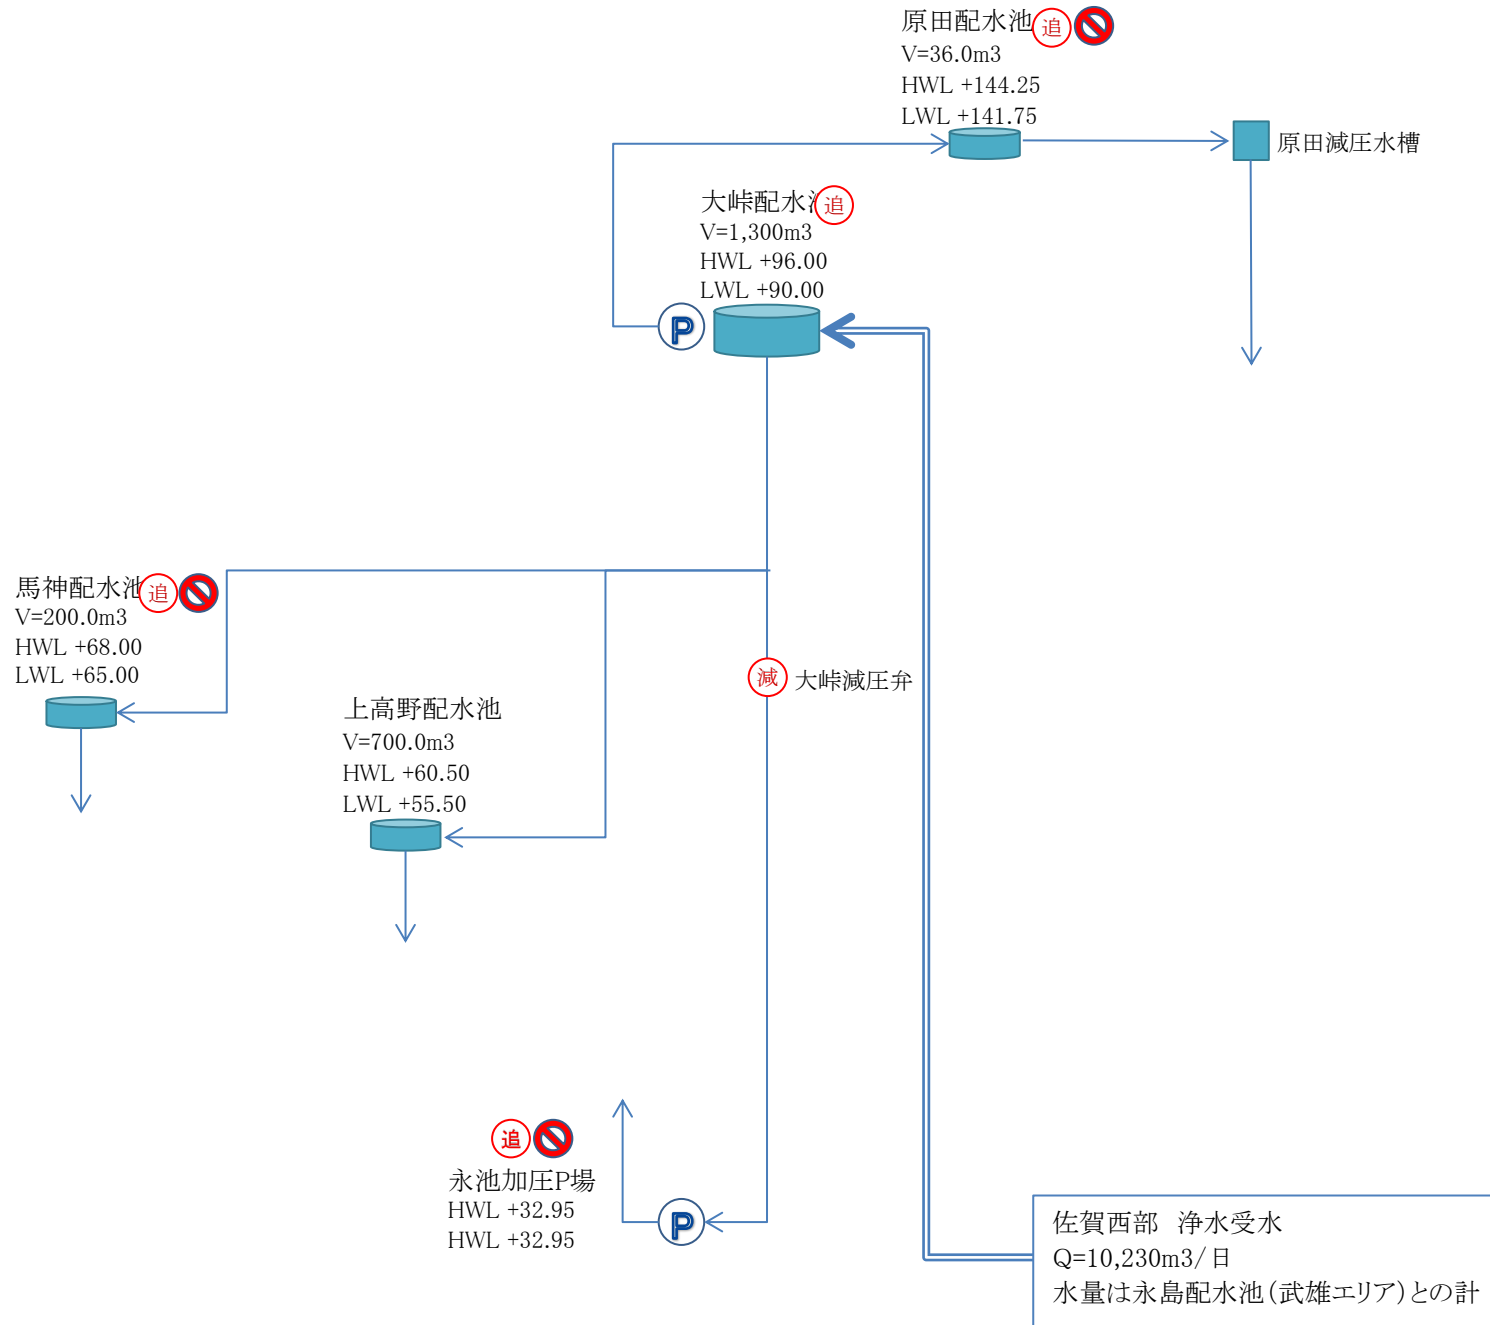 原田配水池
追
V=36.0m3
HWL +144.25
LWL +141.75
原田減圧水槽
大峠配水池
追
V=1,300m3
HWL +96.00
LWL +90.00
P
馬神配水池
追
V=200.0m3
HWL +68.00
LWL +65.00
減
大峠減圧弁
上高野配水池
V=700.0m3
HWL +60.50
LWL +55.50
追
永池加圧P場
HWL +32.95
HWL +32.95
P
佐賀西部　浄水受水
Q=10,230m3/日
水量は永島配水池(武雄エリア)との計